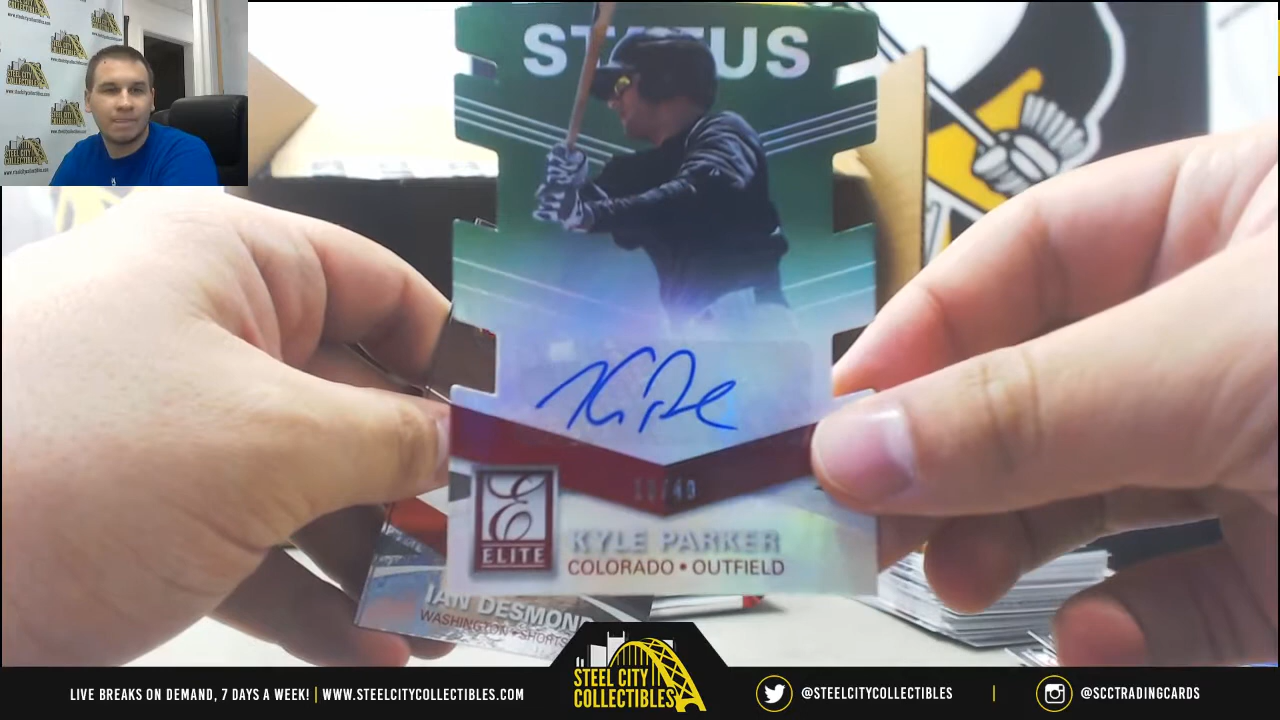 STATUS
ELITE
KYLE PARKER
COLORADO • OUTFIELD
IAN DESMOND
WASHINGTON • SHORTS
STEEL CITY
COLLECTIBLES
LIVE BREAKS ON DEMAND, 7 DAYS A WEEK! | WWW.STEELCITYCOLLECTIBLES.COM
@STEELCITYCOLLECTIBLES | @SCCTRADINGCARDS